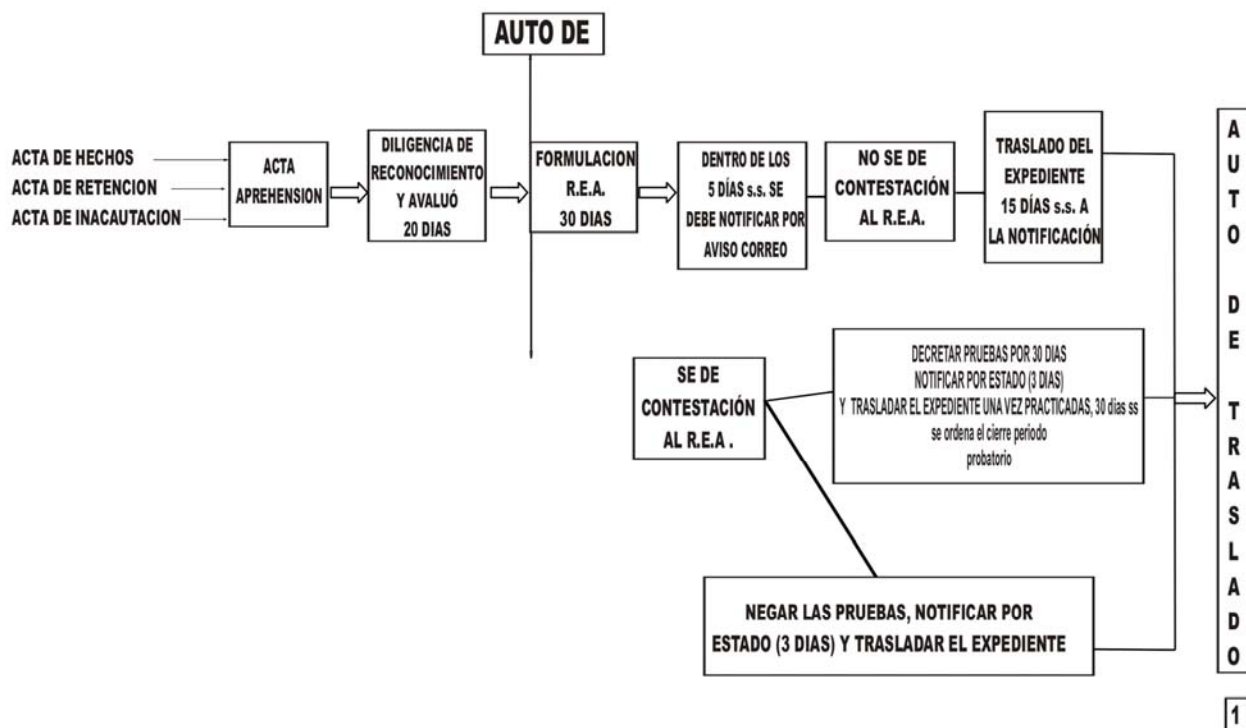 AUTO DE
ACTA DE HECHOS
ACTA DE RETENCION
ACTA DE INACAUTACION
ACTA
APREHENSION
DILIGENCIA DE
RECONOCIMIENTO
Y AVALUÓ
20 DIAS
FORMULACION
R.E.A.
30 DIAS
DENTRO DE LOS
5 DÍAS s.s. SE
DEBE NOTIFICAR POR
AVISO CORREO
NO SE DE
CONTESTACIÓN
AL R.E.A.
TRASLADO DEL
EXPEDIENTE
15 DÍAS s.s. A
LA NOTIFICACIÓN
SE DE
CONTESTACIÓN
AL R.E.A .
DECRETAR PRUEBAS POR 30 DIAS
NOTIFICAR POR ESTADO (3 DIAS)
Y TRASLADAR EL EXPEDIENTE UNA VEZ PRACTICADAS, 30 dias ss
se ordena el cierre periodo
probatorio
NEGAR LAS PRUEBAS, NOTIFICAR POR
ESTADO (3 DIAS) Y TRASLADAR EL EXPEDIENTE
AUTO DE TRASLADO
1